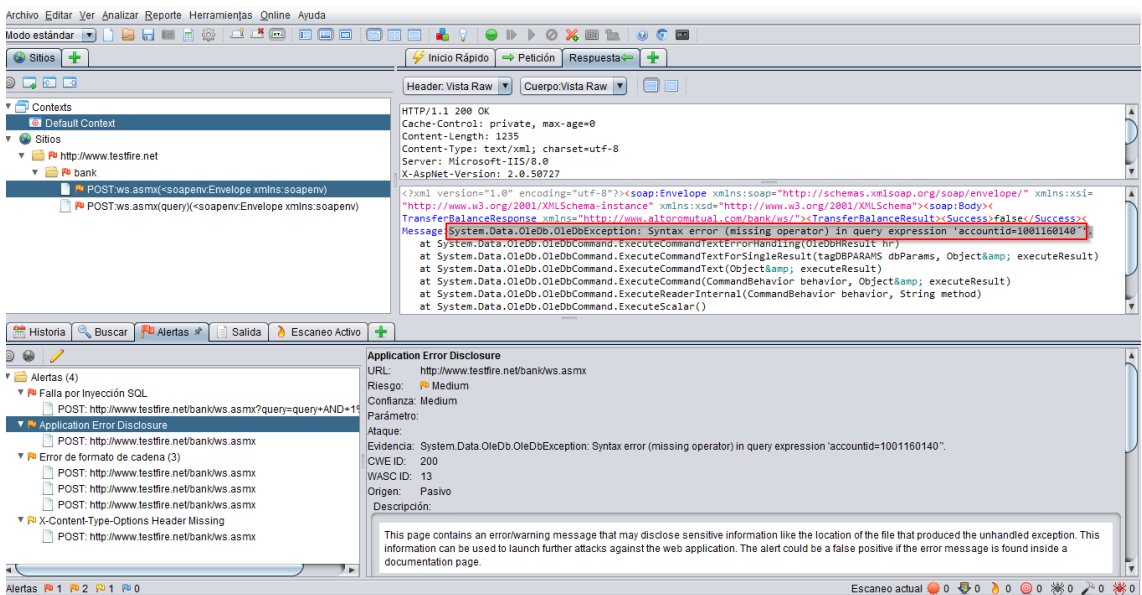 Archivo Editar Ver Analizar Reporte Herramientas Online Ayuda
Modo estándar
Sitios
Contexts
Default Context
Sitios
http://www.testfire.net
bank
POST:ws.asmx(<soapenv:Envelope xmlns:soapenv)
POST:ws.asmx(query)(<soapenv:Envelope xmlns:soapenv)
Inicio Rápido
Petición
Respuesta
Header: Vista Raw
Cuerpo:Vista Raw
HTTP/1.1 200 OK
Cache-Control: private, max-age=0
Content-Length: 1235
Content-Type: text/xml; charset=utf-8
Server: Microsoft-IIS/8.0
X-AspNet-Version: 2.0.50727
<?xml version="1.0" encoding="utf-8"?><soap:Envelope xmlns:soap="http://schemas.xmlsoap.org/soap/envelope/" xmlns:xsi=
"http://www.w3.org/2001/XMLSchema-instance" xmlns:xsd="http://www.w3.org/2001/XMLSchema"><soap:Body><
TransferBalanceResponse xmlns="http://www.altoromutual.com/bank/ws/"><TransferBalanceResult><Success>false</Success><
Message>System.Data.OleDb.OleDbException: Syntax error (missing operator) in query expression 'accountid=1001160140''.
at System.Data.OleDb.OleDbCommand.ExecuteCommandTextErrorHandling(OleDbHResult hr)
at System.Data.OleDb.OleDbCommand.ExecuteCommandTextForSingleResult(tagDBPARAMS dbParams, Object&amp; executeResult)
at System.Data.OleDb.OleDbCommand.ExecuteCommandText(Object&amp; executeResult)
at System.Data.OleDb.OleDbCommand.ExecuteCommand(CommandBehavior behavior, Object&amp; executeResult)
at System.Data.OleDb.OleDbCommand.ExecuteReaderInternal(CommandBehavior behavior, String method)
at System.Data.OleDb.OleDbCommand.ExecuteScalar()
Historia
Buscar
Alertas
Salida
Escaneo Activo
Alertas (4)
Falla por Inyección SQL
POST: http://www.testfire.net/bank/ws.asmx?query=query+AND+1%
Application Error Disclosure
POST: http://www.testfire.net/bank/ws.asmx
Error de formato de cadena (3)
POST: http://www.testfire.net/bank/ws.asmx
POST: http://www.testfire.net/bank/ws.asmx
POST: http://www.testfire.net/bank/ws.asmx
X-Content-Type-Options Header Missing
POST: http://www.testfire.net/bank/ws.asmx
Application Error Disclosure
URL: http://www.testfire.net/bank/ws.asmx
Riesgo: Medium
Confianza: Medium
Parámetro:
Ataque:
Evidencia: System.Data.OleDb.OleDbException: Syntax error (missing operator) in query expression 'accountid=1001160140''.
CWE ID: 200
WASC ID: 13
Origen: Pasivo
Descripción:
This page contains an error/warning message that may disclose sensitive information like the location of the file that produced the unhandled exception. This
information can be used to launch further attacks against the web application. The alert could be a false positive if the error message is found inside a
documentation page.
Alertas 1 2 1 0
Escaneo actual 0 0 0 0 0 0 0